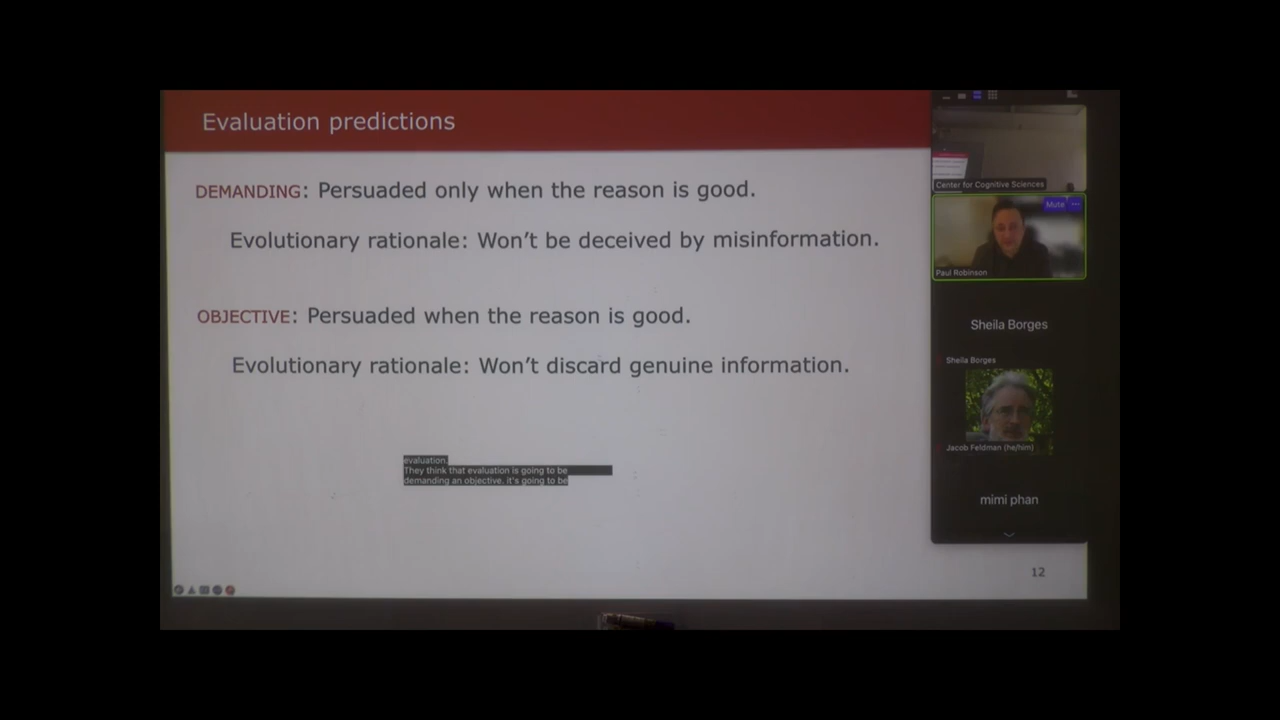 Evaluation predictions
DEMANDING: Persuaded only when the reason is good.
Evolutionary rationale: Won't be deceived by misinformation.
OBJECTIVE: Persuaded when the reason is good.
Evolutionary rationale: Won't discard genuine information.
evaluation.
They think that evaluation is going to be
demanding an objective. it's going to be
12
Center for Cognitive Sciences
Mute
Paul Robinson
Sheila Borges
Sheila Borges
Jacob Feldman (he/him)
mimi phan